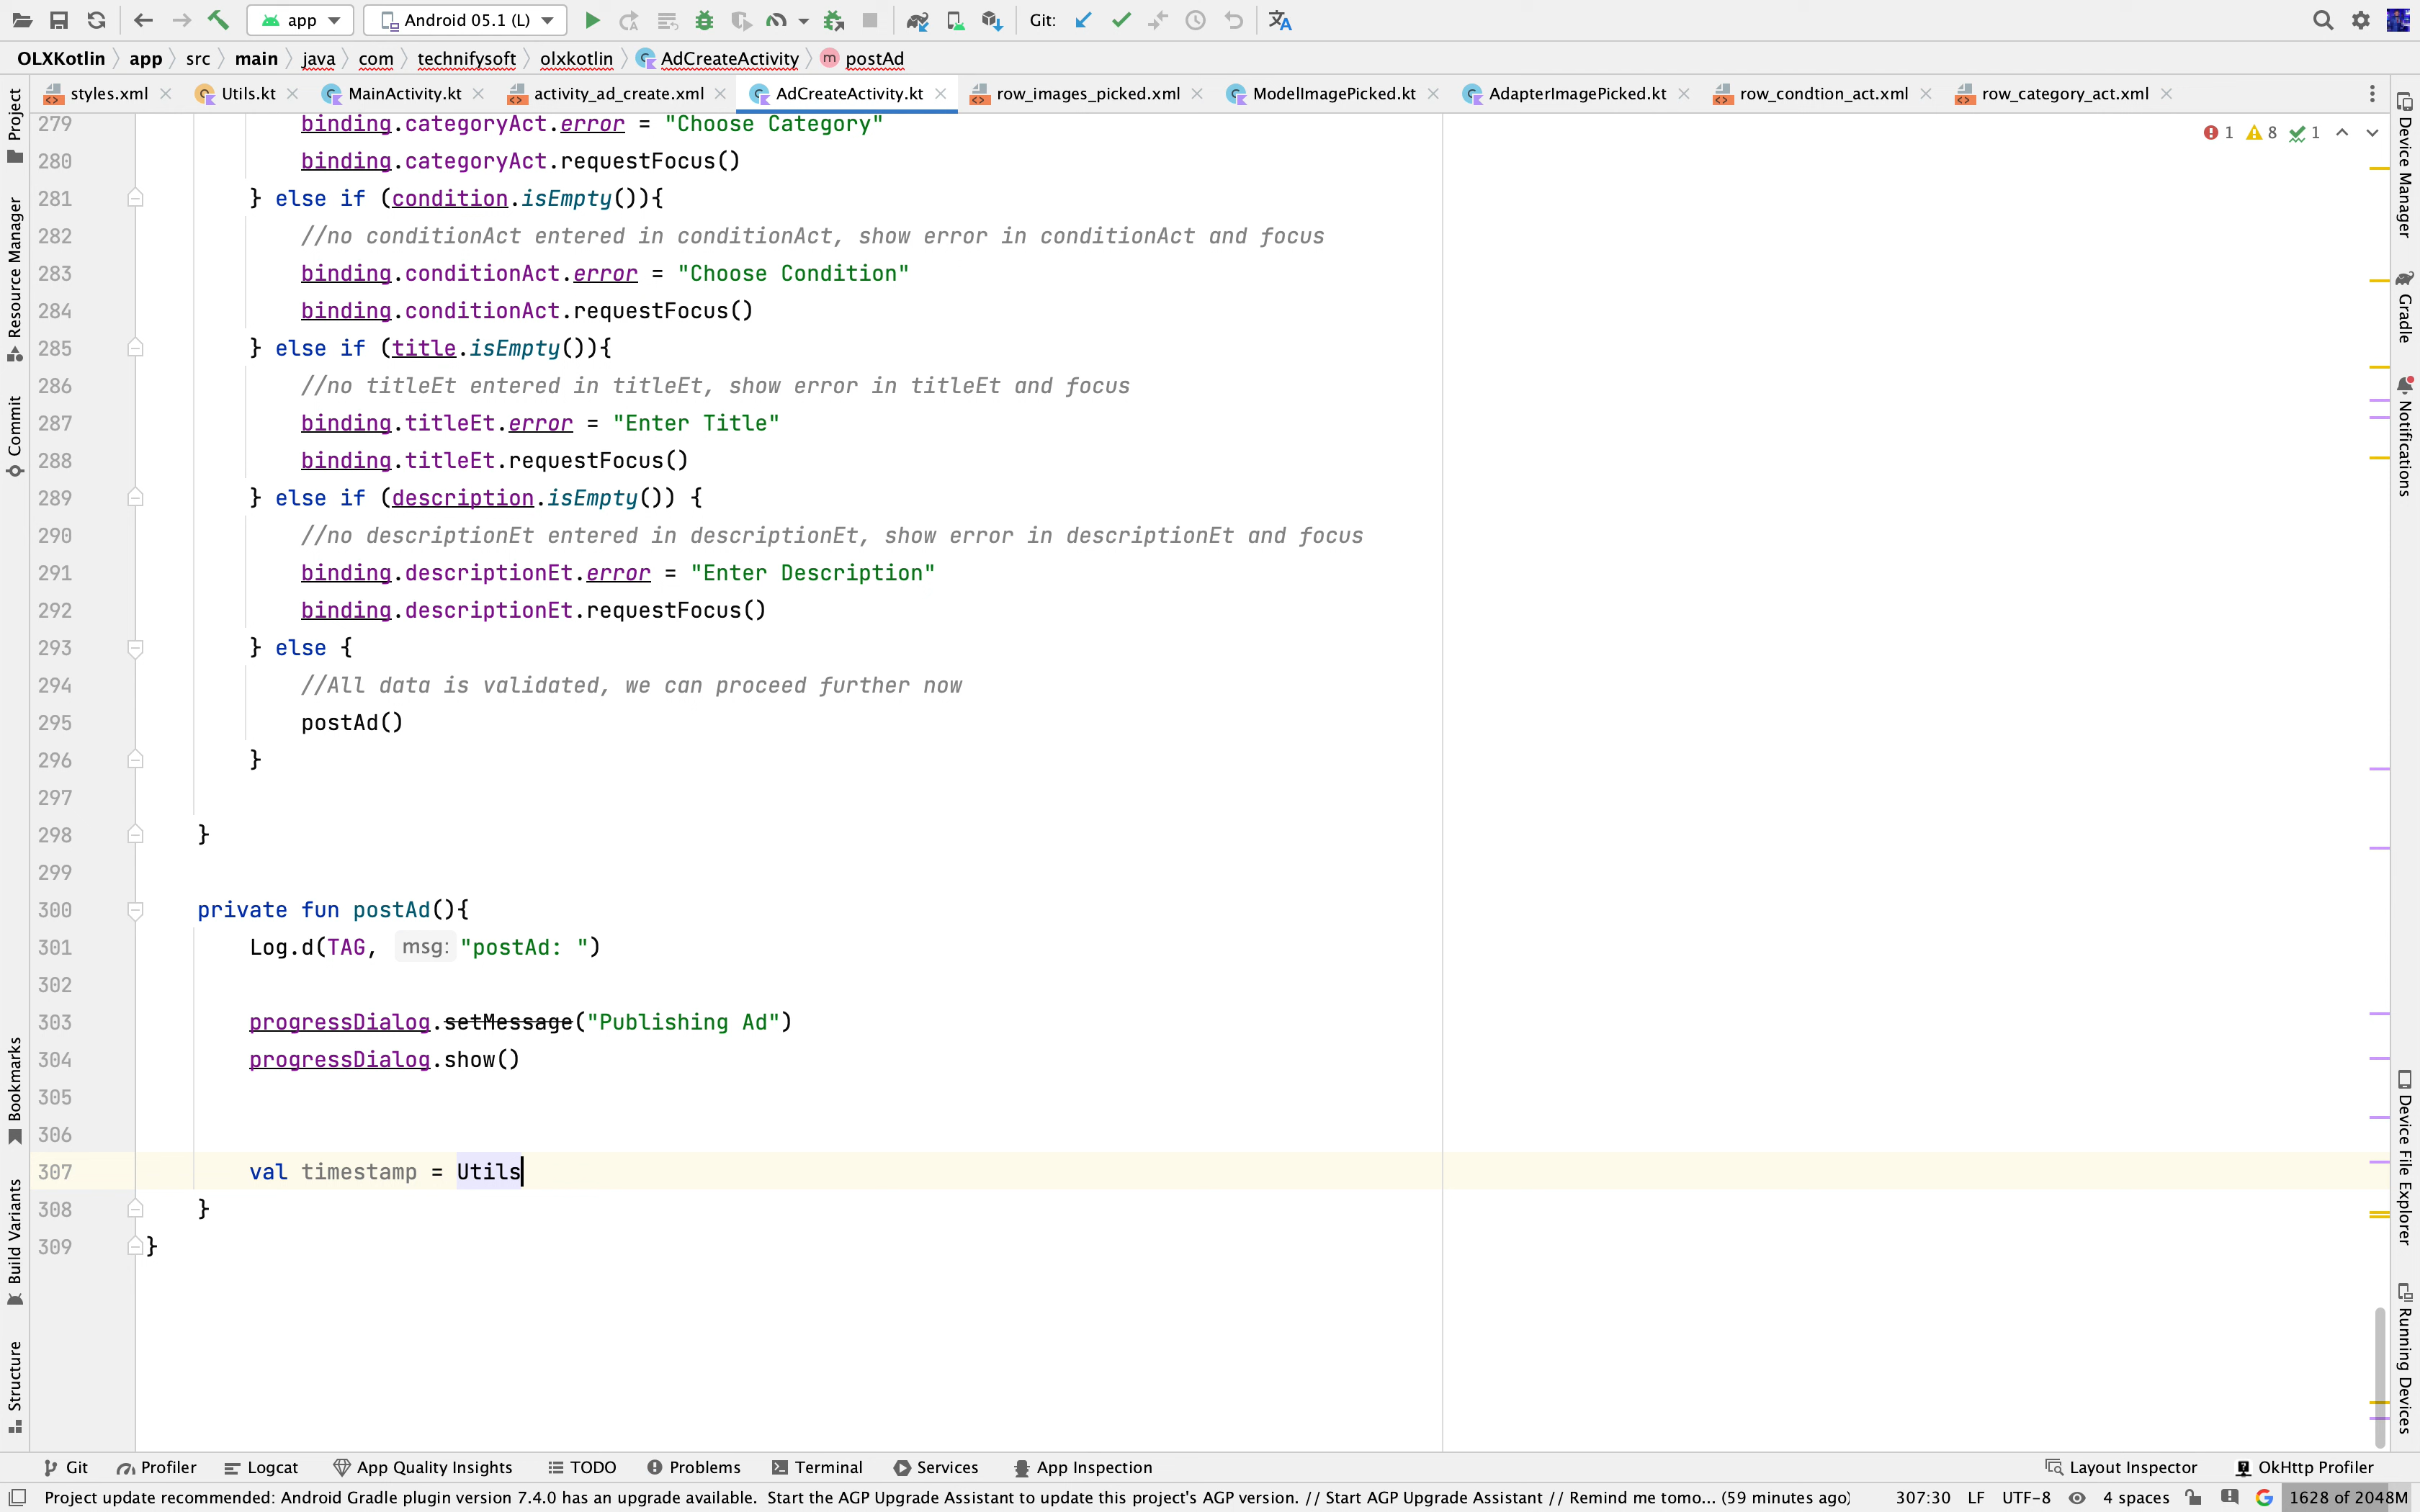 app
Android 05.1 (L)
Git:
OLXKotlin
app
src
main
java
com
technifysoft
olxkotlin
AdCreateActivity
postAd
styles.xml
Utils.kt
MainActivity.kt
activity_ad_create.xml
AdCreateActivity.kt
row_images_picked.xml
ModelImagePicked.kt
AdapterImagePicked.kt
row_condtion_act.xml
row_category_act.xml
1 8 1
279 binding.categoryAct.error = "Choose Category"
280 binding.categoryAct.requestFocus()
281 } else if (condition.isEmpty()){
282 //no conditionAct entered in conditionAct, show error in conditionAct and focus
283 binding.conditionAct.error = "Choose Condition"
284 binding.conditionAct.requestFocus()
285 } else if (title.isEmpty()){
286 //no titleEt entered in titleEt, show error in titleEt and focus
287 binding.titleEt.error = "Enter Title"
288 binding.titleEt.requestFocus()
289 } else if (description.isEmpty()) {
290 //no descriptionEt entered in descriptionEt, show error in descriptionEt and focus
291 binding.descriptionEt.error = "Enter Description"
292 binding.descriptionEt.requestFocus()
293 } else {
294 //All data is validated, we can proceed further now
295 postAd()
296 }
297
298 }
299
300 private fun postAd(){
301 Log.d(TAG, msg: "postAd: ")
302
303 progressDialog.setMessage("Publishing Ad")
304 progressDialog.show()
305
306
307 val timestamp = Utils
308 }
309 }
Project
Resource Manager
Commit
Bookmarks
Build Variants
Structure
Device Manager
Gradle
Notifications
Device File Explorer
Running Devices
Git
Profiler
Logcat
App Quality Insights
TODO
Problems
Terminal
Services
App Inspection
Layout Inspector
OkHttp Profiler
Project update recommended: Android Gradle plugin version 7.4.0 has an upgrade available. Start the AGP Upgrade Assistant to update this project's AGP version. // Start AGP Upgrade Assistant // Remind me tomo... (59 minutes ago)
307:30
LF
UTF-8
4 spaces
1628 of 2048M